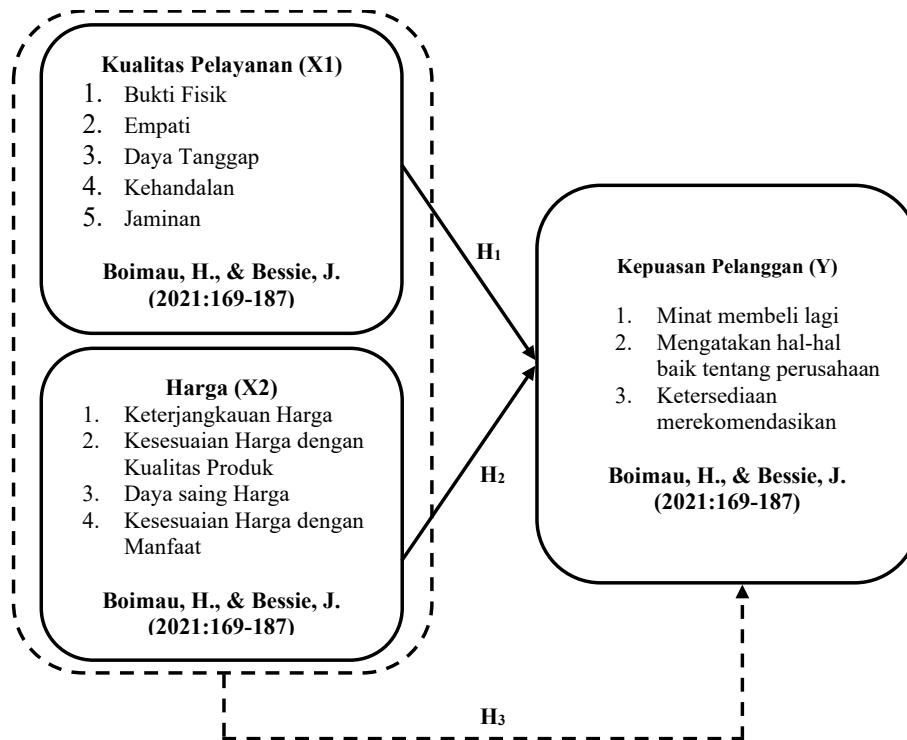 Kualitas Pelayanan (X1)
1. Bukti Fisik
2. Empati
3. Daya Tanggap
4. Kehandalan
5. Jaminan
Boimau, H., & Bessie, J.
(2021:169-187)
H1
Kepuasan Pelanggan (Y)
1. Minat membeli lagi
2. Mengatakan hal-hal
baik tentang perusahaan
3. Ketersediaan
merekomendasikan
Boimau, H., & Bessie, J.
(2021:169-187)
Harga (X2)
1. Keterjangkauan Harga
2. Kesesuaian Harga dengan
Kualitas Produk
3. Daya saing Harga
4. Kesesuaian Harga dengan
Manfaat
Boimau, H., & Bessie, J.
(2021:169-187)
H2
H3